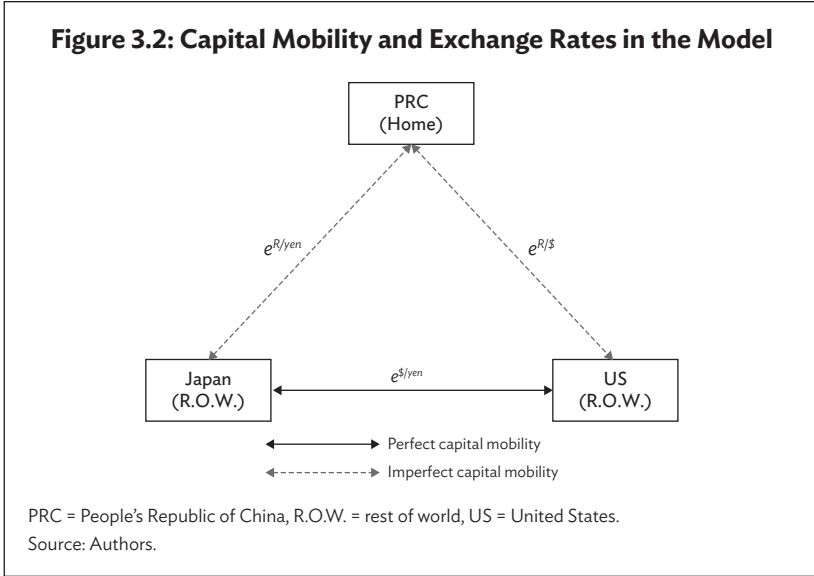 Figure 3.2: Capital Mobility and Exchange Rates in the Model
PRC
(Home)
e^{R/yen}
e^{R/$}
Japan
(R.O.W.)
e^{$/yen}
US
(R.O.W.)
Perfect capital mobility
Imperfect capital mobility
PRC = People’s Republic of China, R.O.W. = rest of world, US = United States.
Source: Authors.